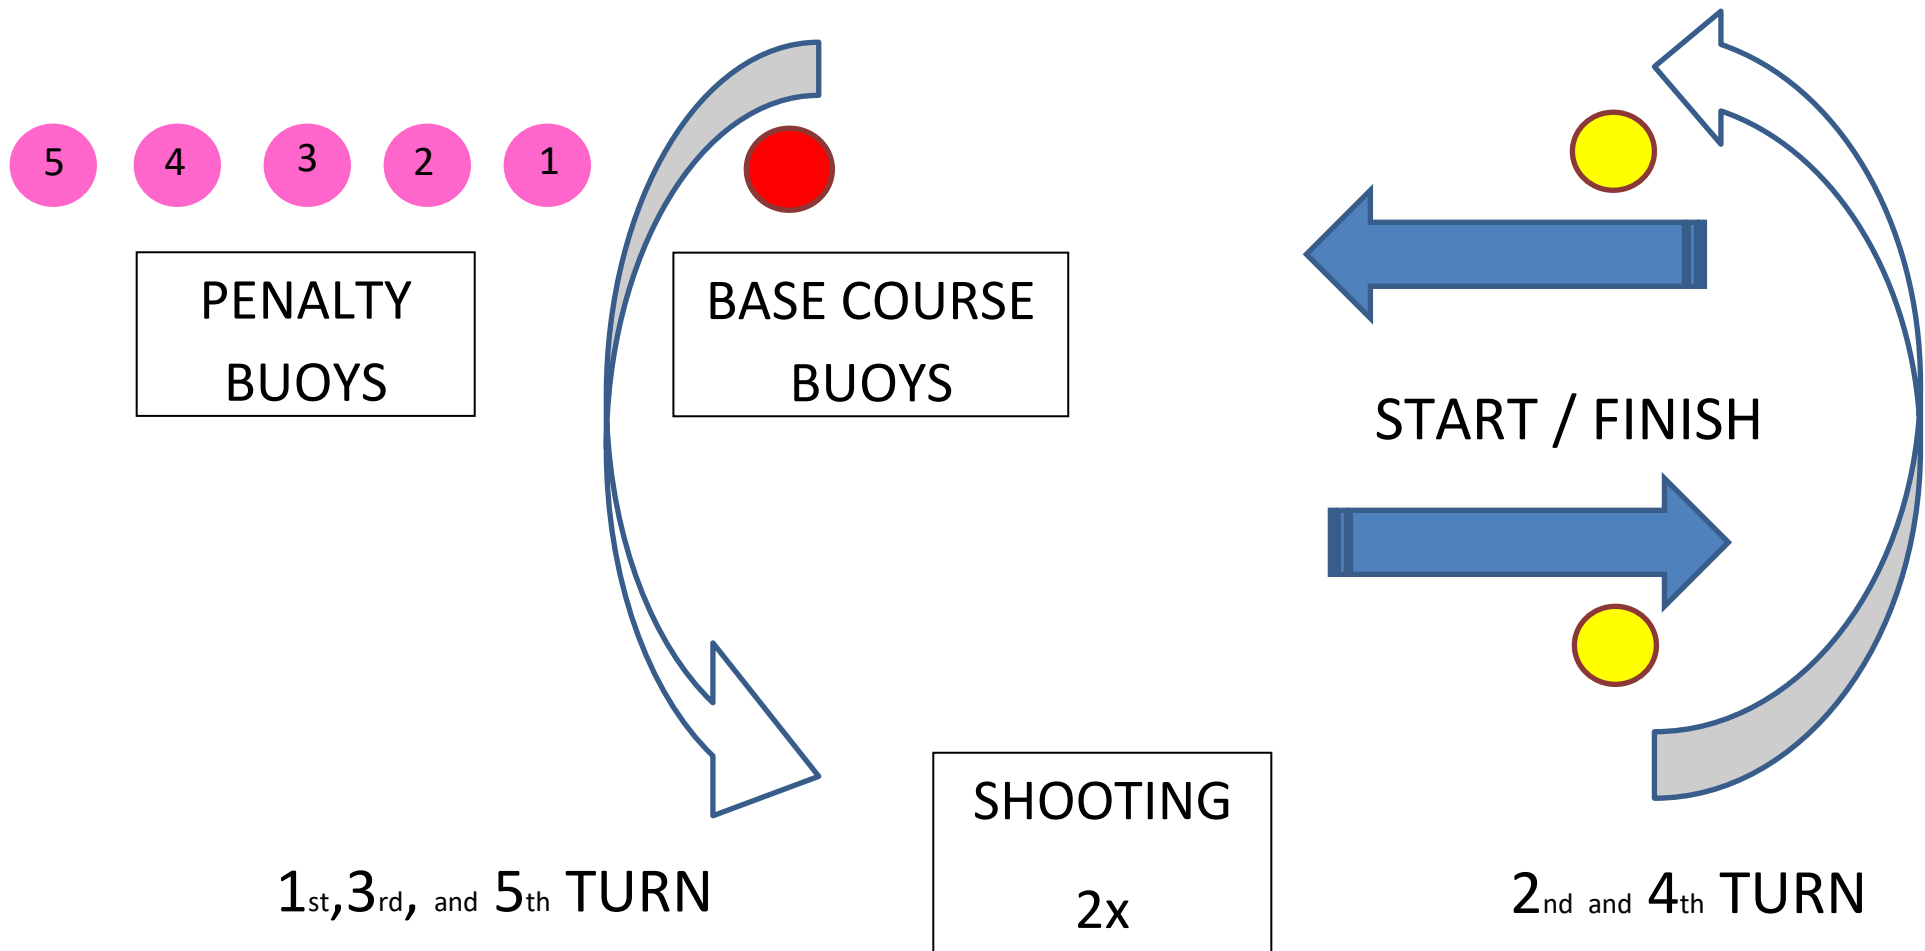 5 4 3 2 1
PENALTY
BUOYS
BASE COURSE
BUOYS
START / FINISH
SHOOTING
2x
1st,3rd, and 5th TURN
2nd and 4th TURN